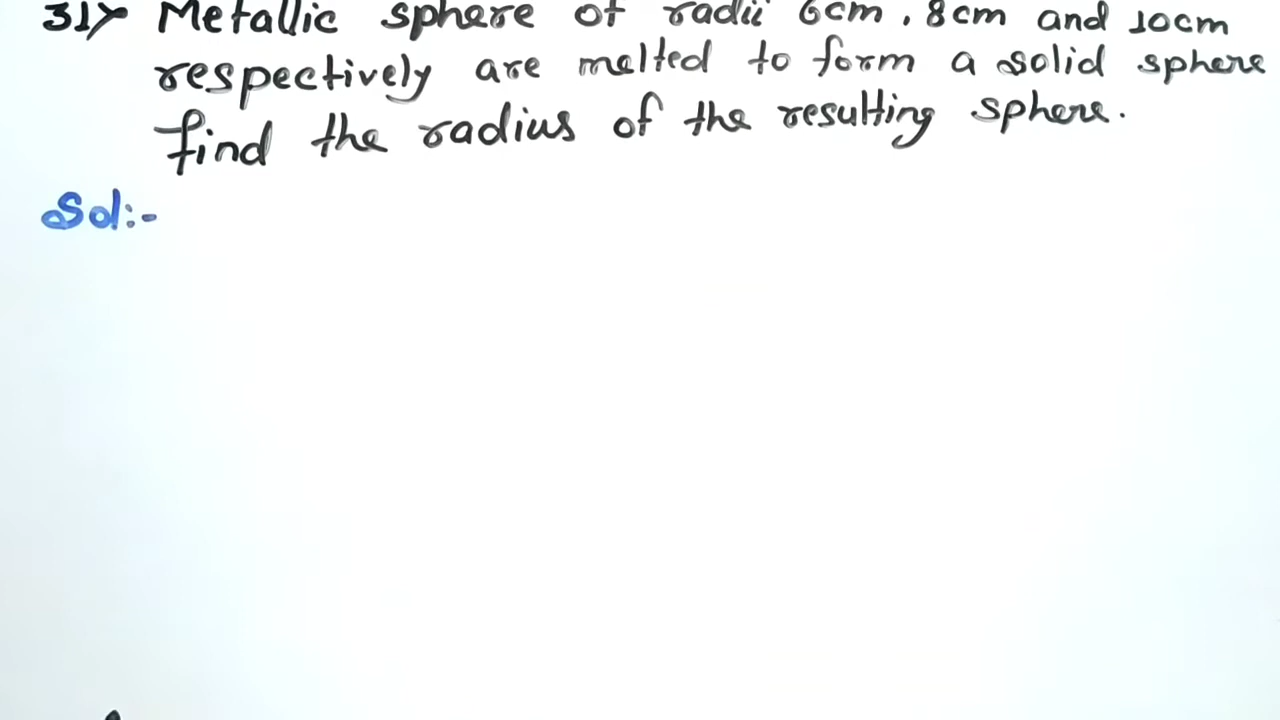 31> Metallic sphere of radii 6cm, 8cm and 10cm
respectively are melted to form a solid sphere
find the radius of the resulting sphere.
Sol:-